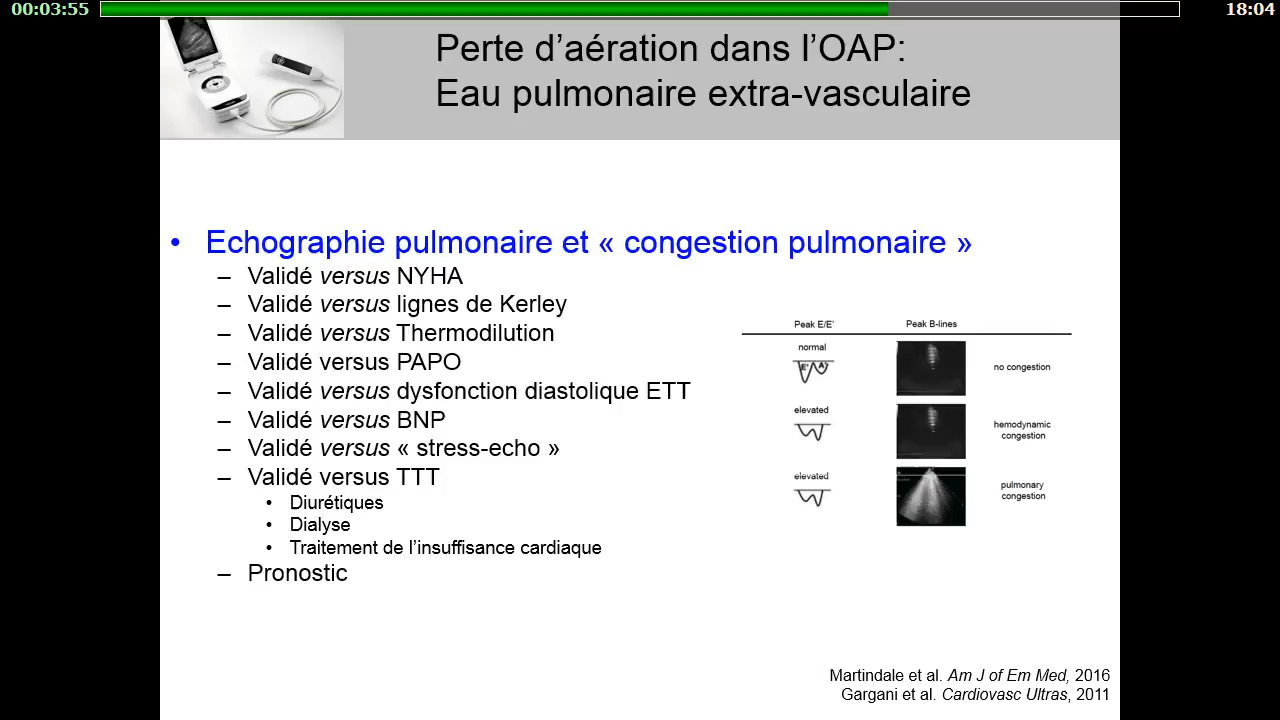 00:03:55
18:04
Perte d’aération dans l’OAP:
Eau pulmonaire extra-vasculaire
• Echographie pulmonaire et « congestion pulmonaire »
– Validé versus NYHA
– Validé versus lignes de Kerley
– Validé versus Thermodilution
– Validé versus PAPO
– Validé versus dysfonction diastolique ETT
– Validé versus BNP
– Validé versus « stress-echo »
– Validé versus TTT
• Diurétiques
• Dialyse
• Traitement de l’insuffisance cardiaque
– Pronostic
Peak E/E' Peak B-lines
normal
E' A'
no congestion
elevated
hemodynamic
congestion
elevated
pulmonary
congestion
Martindale et al. Am J of Em Med, 2016
Gargani et al. Cardiovasc Ultras, 2011